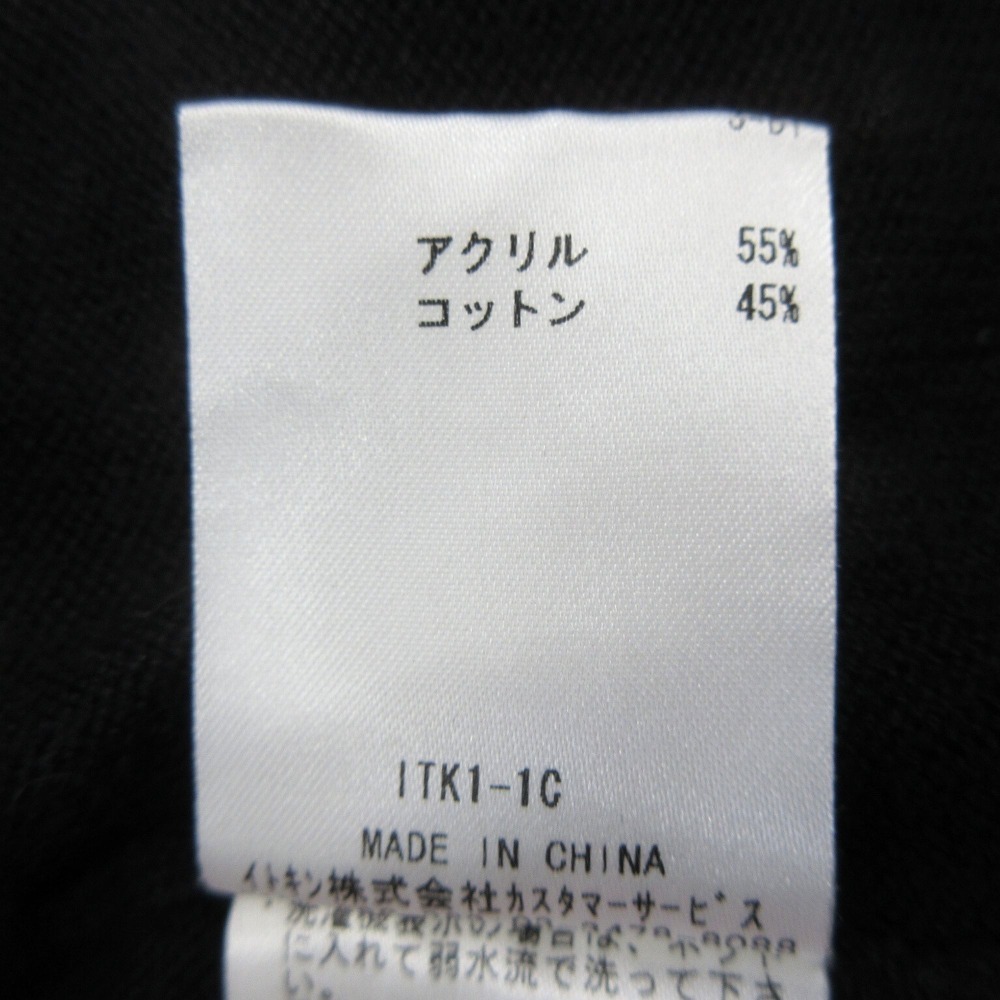 アクリル 55%
コットン 45%
ITK1-1C
MADE IN CHINA
イトキン株式会社カスタマーサービス
に入れて弱水流で洗って下さ
い。